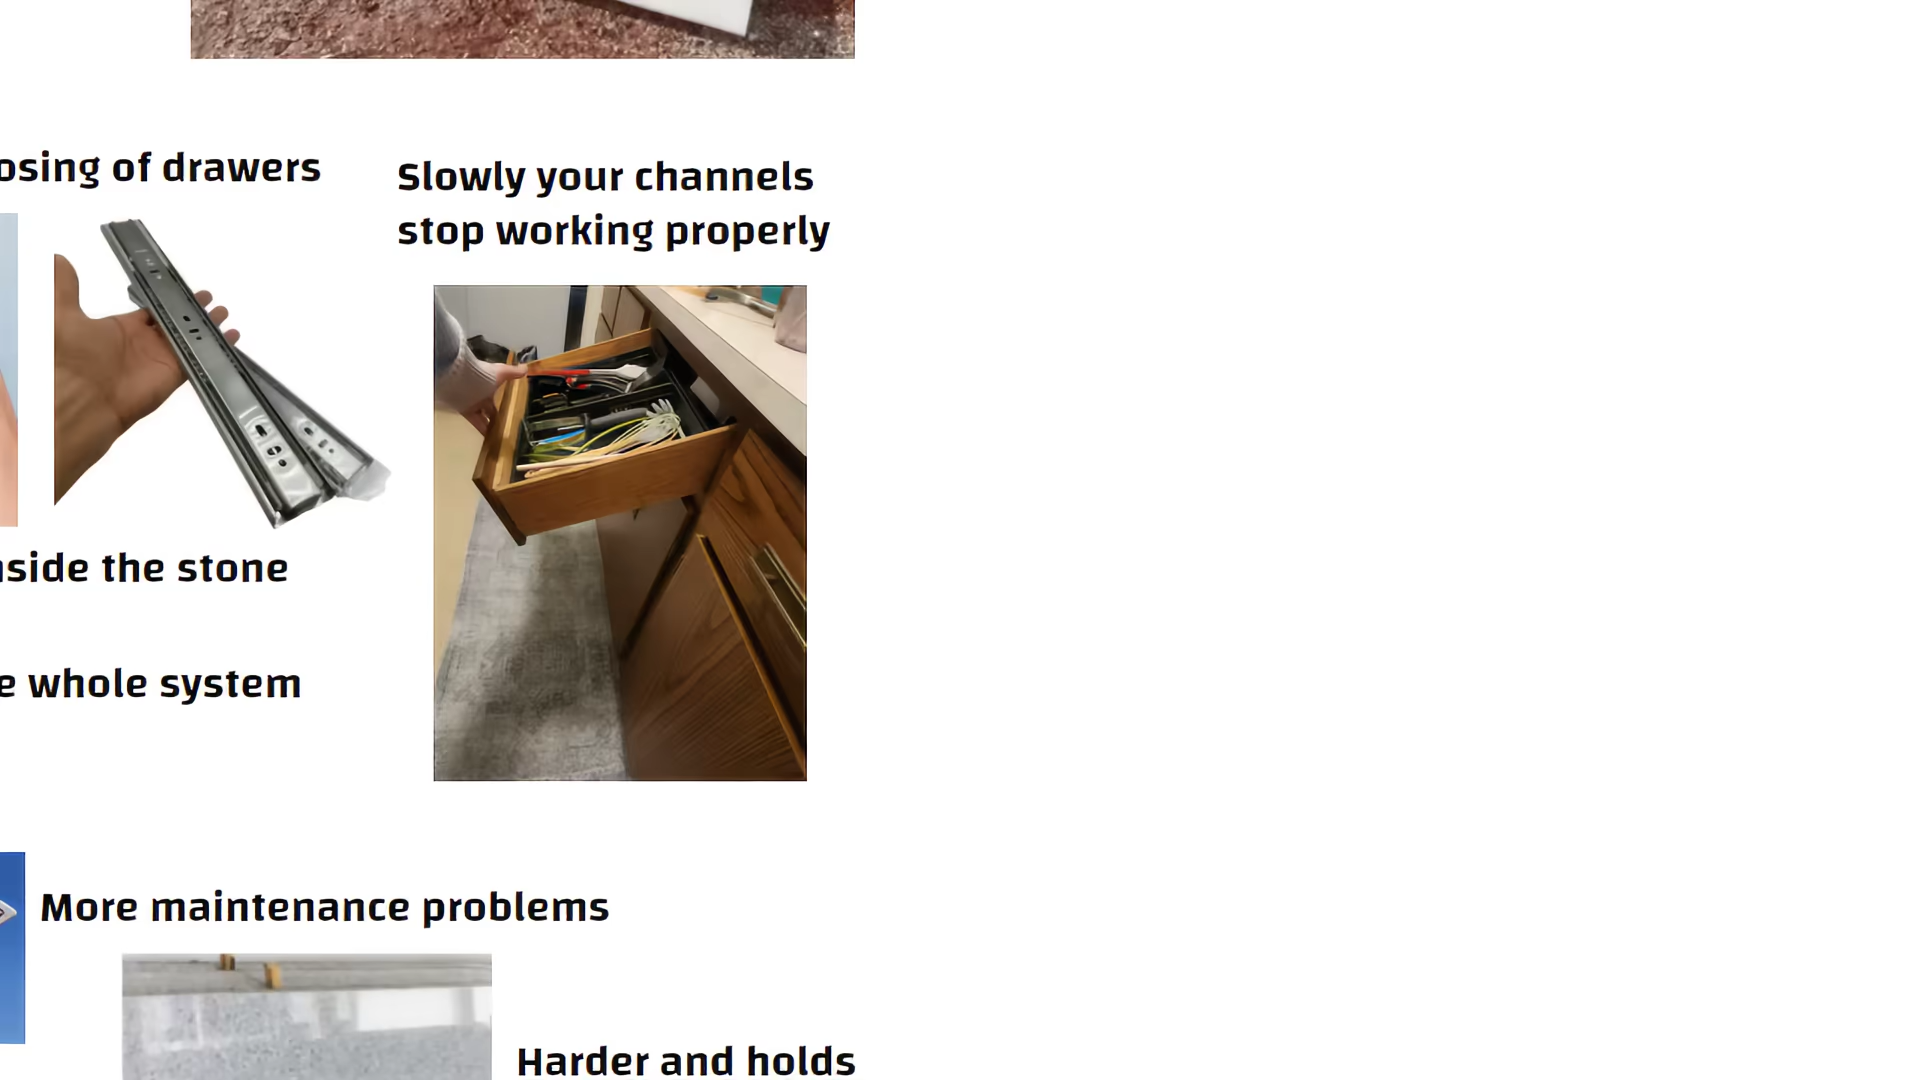 osing of drawers
Slowly your channels
stop working properly
side the stone
whole system
More maintenance problems
Harder and holds